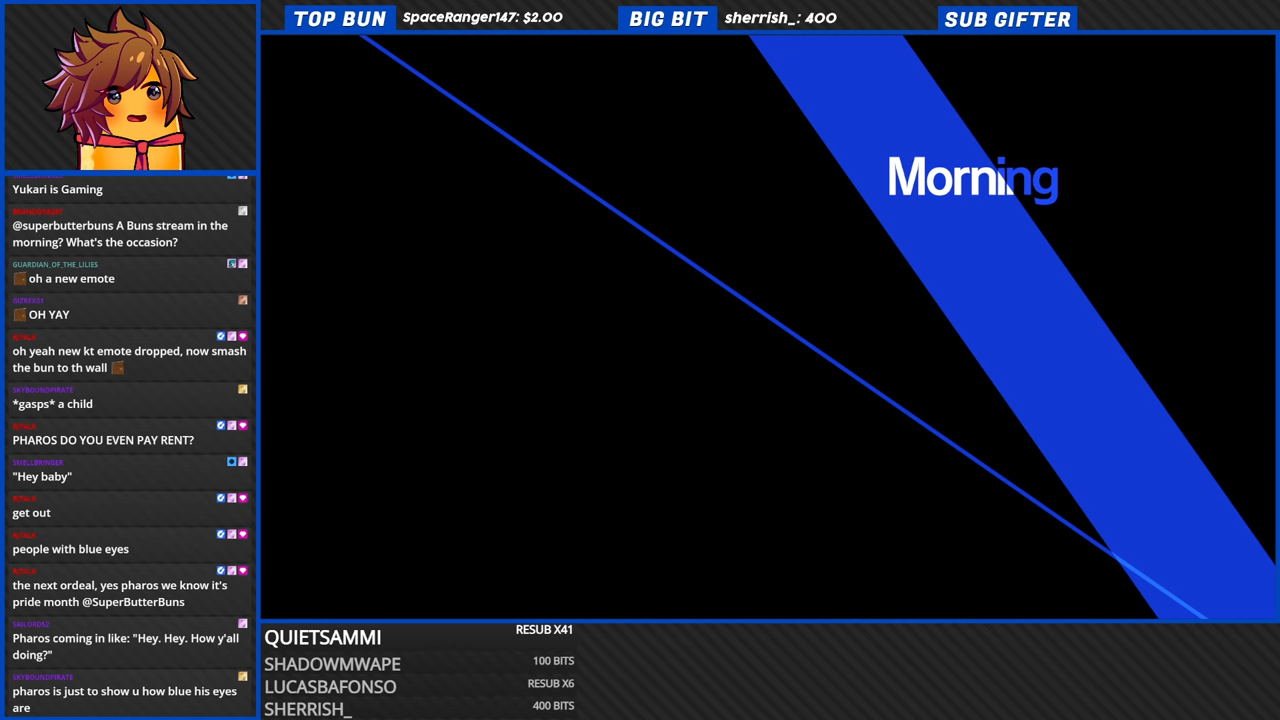 TOP BUN SpaceRanger147: $2.00 BIG BIT sherrish_: 400 SUB GIFTER
Yukari is Gaming
@superbutterbuns A Buns stream in the
morning? What's the occasion?
GUARDIAN_OF_THE_LILIES
oh a new emote
OH YAY
oh yeah new kt emote dropped, now smash
the bun to th wall
SKYBOUNDPIRATE
*gasps* a child
PHAROS DO YOU EVEN PAY RENT?
SMELLBRINGER
"Hey baby"
get out
people with blue eyes
the next ordeal, yes pharos we know it's
pride month @SuperButterBuns
Pharos coming in like: "Hey. Hey. How y'all
doing?"
SKYBOUNDPIRATE
pharos is just to show u how blue his eyes
are
Morning
QUIETSAMMI RESUB X41
SHADOWMWAPE 100 BITS
LUCASBAFONSO RESUB X6
SHERRISH_ 400 BITS